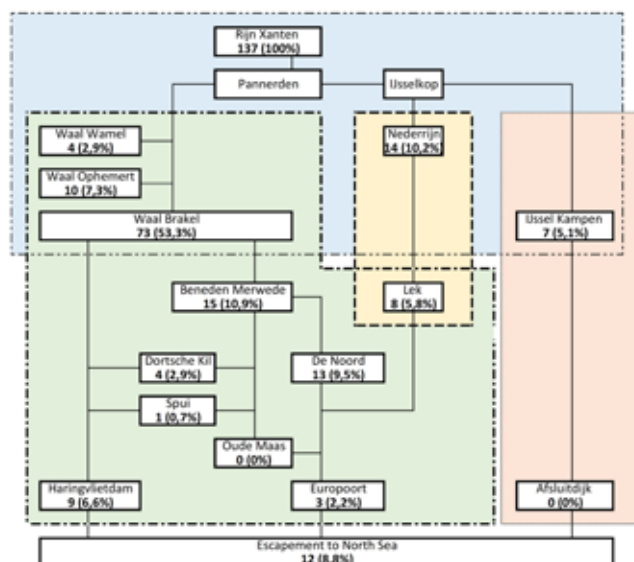 Rijn Xanten
137 (100%)
Pannerden
IJsselkop
Waal Wamel
4 (2,9%)
Nederrijn
14 (10,2%)
Waal Ophemert
10 (7,3%)
Waal Brakel
73 (53,3%)
IJssel Kampen
7 (5,1%)
Beneden Merwede
15 (10,9%)
Lek
8 (5,8%)
Dortsche Kil
4 (2,9%)
De Noord
13 (9,5%)
Spui
1 (0,7%)
Oude Maas
0 (0%)
Haringvlietdam
9 (6,6%)
Europoort
3 (2,2%)
Afsluitdijk
0 (0%)
Escapement to North Sea
12 (8,8%)